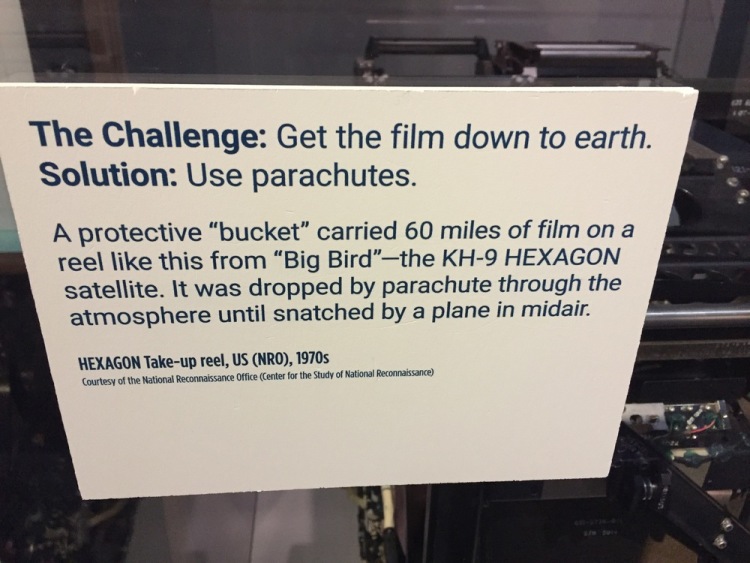 The Challenge: Get the film down to earth.
Solution: Use parachutes.
A protective “bucket” carried 60 miles of film on a
reel like this from “Big Bird”—the KH-9 HEXAGON
satellite. It was dropped by parachute through the
atmosphere until snatched by a plane in midair.
HEXAGON Take-up reel, US (NRO), 1970s
Courtesy of the National Reconnaissance Office (Center for the Study of National Reconnaissance)